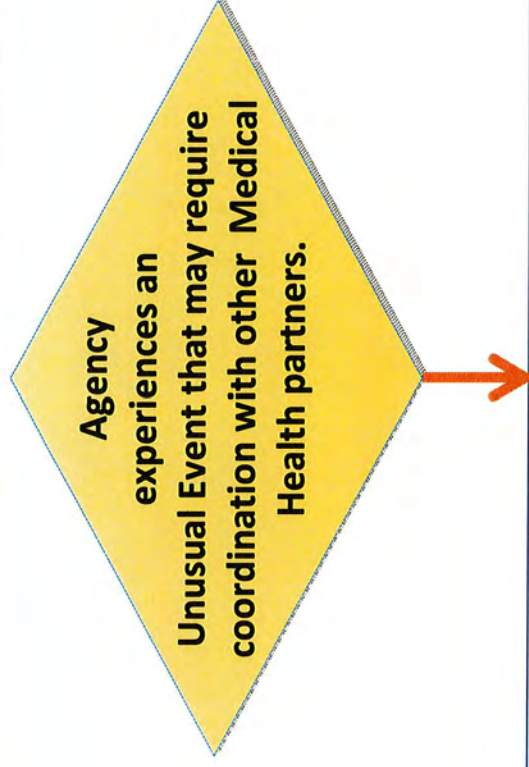 Agency
experiences an
Unusual Event that may require
coordination with other Medical
Health partners.